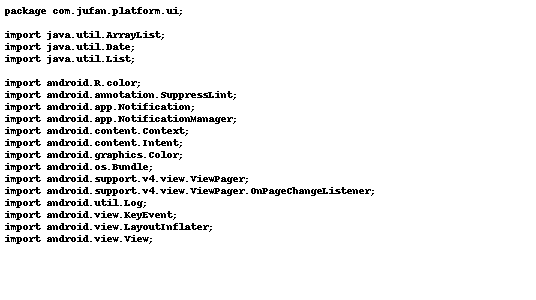 package com.jufan.platform.ui;
import java.util.ArrayList;
import java.util.Date;
import java.util.List;
import android.R.color;
import android.annotation.SuppressLint;
import android.app.Notification;
import android.app.NotificationManager;
import android.content.Context;
import android.content.Intent;
import android.graphics.Color;
import android.os.Bundle;
import android.support.v4.view.ViewPager;
import android.support.v4.view.ViewPager.OnPageChangeListener;
import android.util.Log;
import android.view.KeyEvent;
import android.view.LayoutInflater;
import android.view.View;